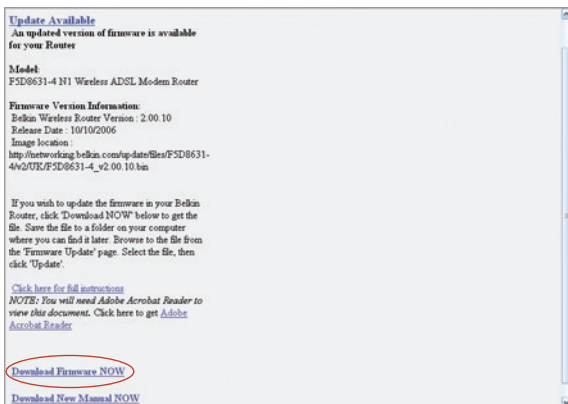 Update Available
An updated version of firmware is available
for your Router
Model:
F5D8631-4 N1 Wireless ADSL Modem Router
Firmware Version Information:
Belkin Wireless Router Version : 2.00.10
Release Date : 10/10/2006
Image location :
http://networking.belkin.com/update/files/F5D8631-
4/v2/UK/F5D8631-4_v2.00.10.bin
If you wish to update the firmware in your Belkin
Router, click 'Download NOW' below to get the
file. Save the file to a folder on your computer
where you can find it later. Browse to the file from
the 'Firmware Update' page. Select the file, then
click 'Update'.
Click here for full instructions
NOTE: You will need Adobe Acrobat Reader to
view this document. Click here to get Adobe
Acrobat Reader
Download Firmware NOW
Download New Manual NOW